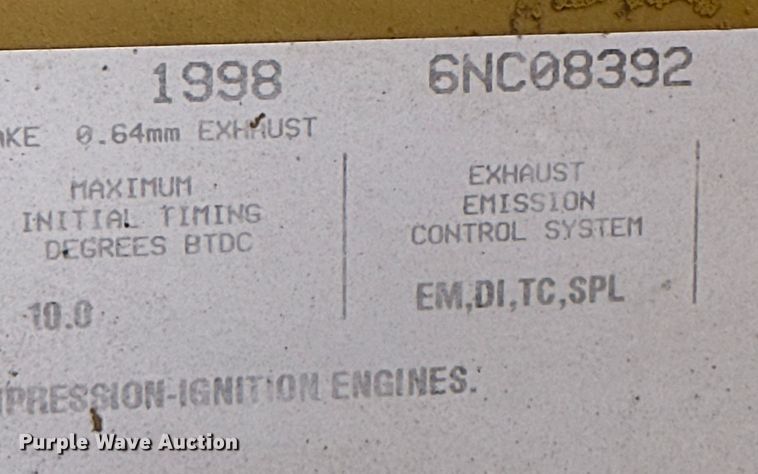 1998 6NC08392
0.64mm EXHAUST
MAXIMUM
INITIAL TIMING
DEGREES BTDC
10.0
EXHAUST
EMISSION
CONTROL SYSTEM
EM,DI,TC,SPL
PRESSION-IGNITION ENGINES.
Purple Wave Auction